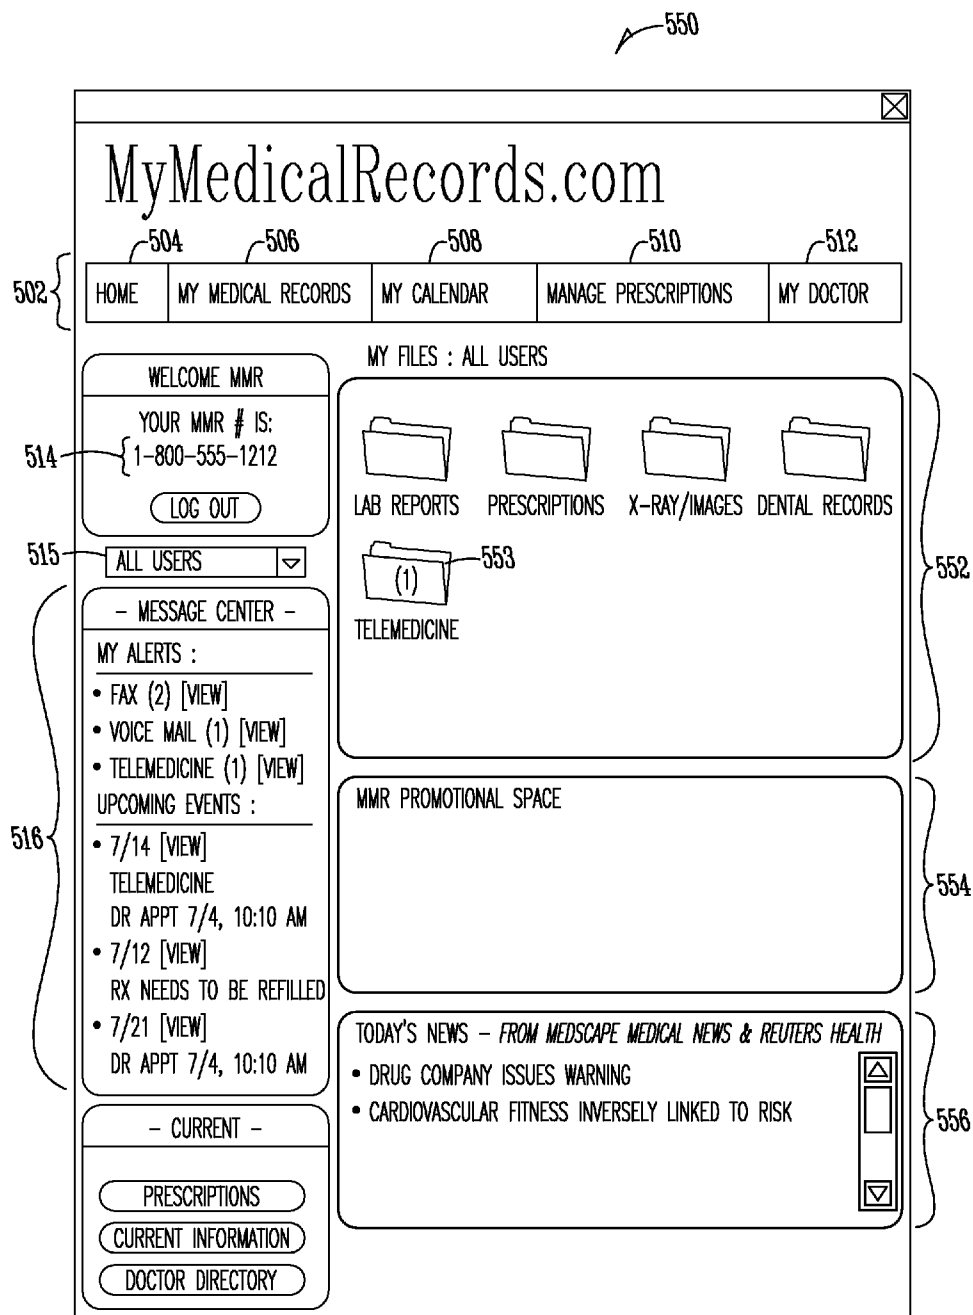 550
MyMedicalRecords.com
504 506 508 510 512
502
HOME MY MEDICAL RECORDS MY CALENDAR MANAGE PRESCRIPTIONS MY DOCTOR
WELCOME MMR
YOUR MMR # IS:
514
1-800-555-1212
LOG OUT
515
ALL USERS
516
- MESSAGE CENTER -
MY ALERTS :
• FAX (2) [VIEW]
• VOICE MAIL (1) [VIEW]
• TELEMEDICINE (1) [VIEW]
UPCOMING EVENTS :
• 7/14 [VIEW]
TELEMEDICINE
DR APPT 7/4, 10:10 AM
• 7/12 [VIEW]
RX NEEDS TO BE REFILLED
• 7/21 [VIEW]
DR APPT 7/4, 10:10 AM
- CURRENT -
PRESCRIPTIONS
CURRENT INFORMATION
DOCTOR DIRECTORY
MY FILES : ALL USERS
LAB REPORTS PRESCRIPTIONS X-RAY/IMAGES DENTAL RECORDS
(1)
553
TELEMEDICINE
552
MMR PROMOTIONAL SPACE
554
TODAY'S NEWS - FROM MEDSCAPE MEDICAL NEWS & REUTERS HEALTH
• DRUG COMPANY ISSUES WARNING
• CARDIOVASCULAR FITNESS INVERSELY LINKED TO RISK
556